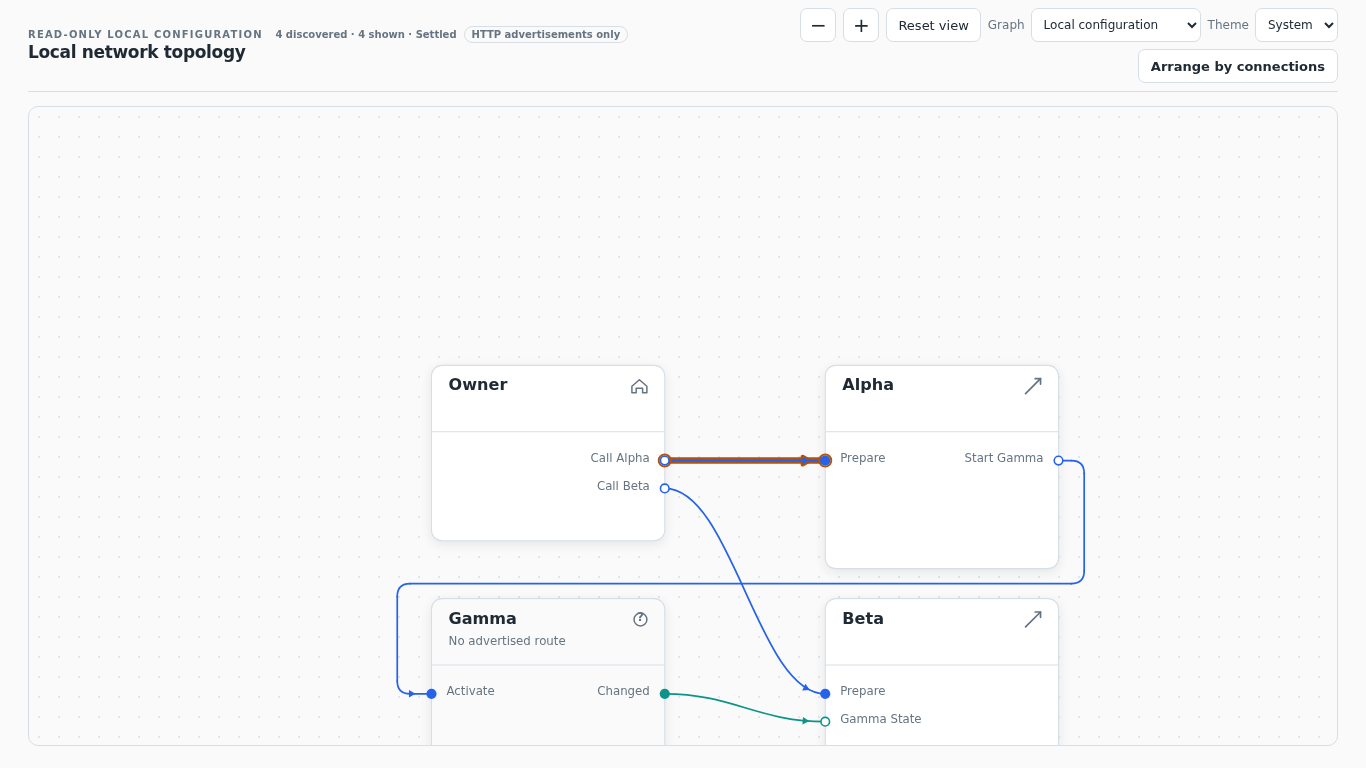 READ-ONLY LOCAL CONFIGURATION 4 discovered · 4 shown · Settled HTTP advertisements only
Local network topology
− + Reset view Graph Local configuration Theme System
Arrange by connections
Owner
Call Alpha
Call Beta
Alpha
Prepare Start Gamma
Gamma
No advertised route
Activate Changed
Beta
Prepare
Gamma State